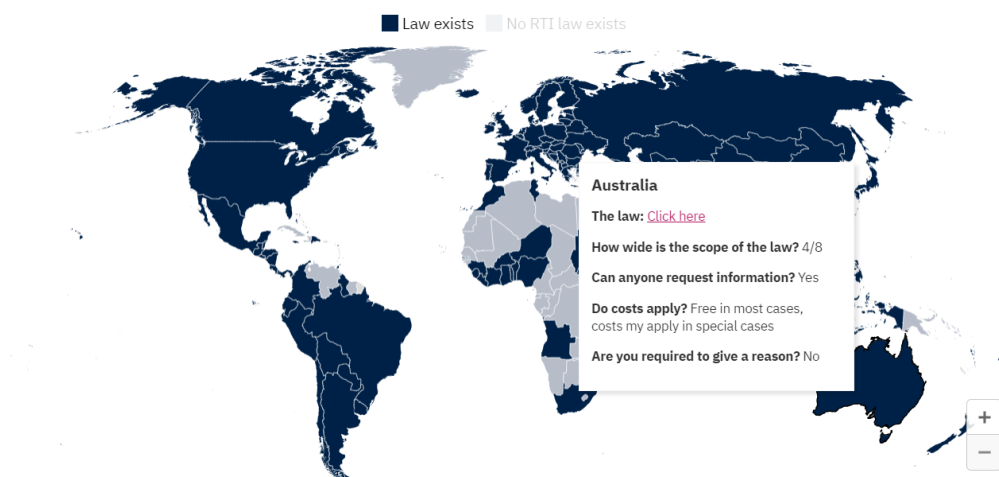 Law exists No RTI law exists
Australia
The law: Click here
How wide is the scope of the law? 4/8
Can anyone request information? Yes
Do costs apply? Free in most cases,
costs my apply in special cases
Are you required to give a reason? No
+
−